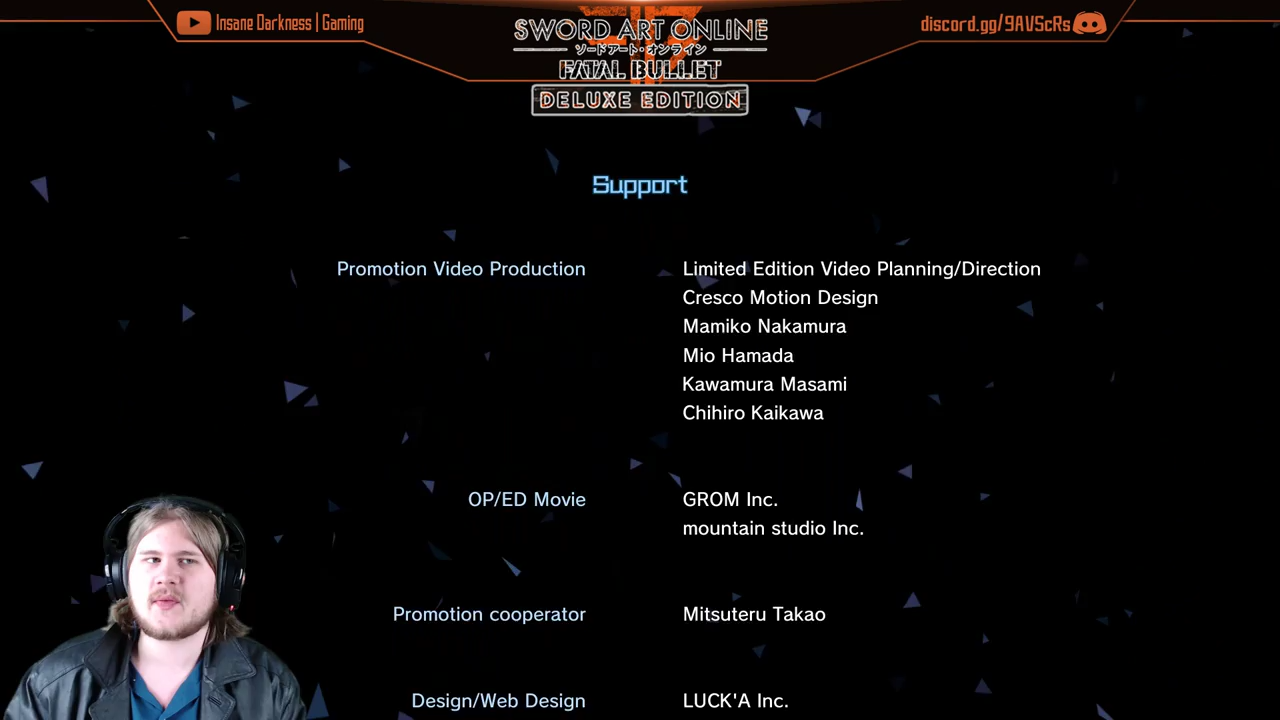 Insane Darkness | Gaming
SWORD ART ONLINE
ソードアート・オンライン
FATAL BULLET
DELUXE EDITION
discord.gg/9AVScRs
Support
Promotion Video Production
Limited Edition Video Planning/Direction
Cresco Motion Design
Mamiko Nakamura
Mio Hamada
Kawamura Masami
Chihiro Kaikawa
OP/ED Movie
GROM Inc.
mountain studio Inc.
Promotion cooperator
Mitsuteru Takao
Design/Web Design
LUCK'A Inc.